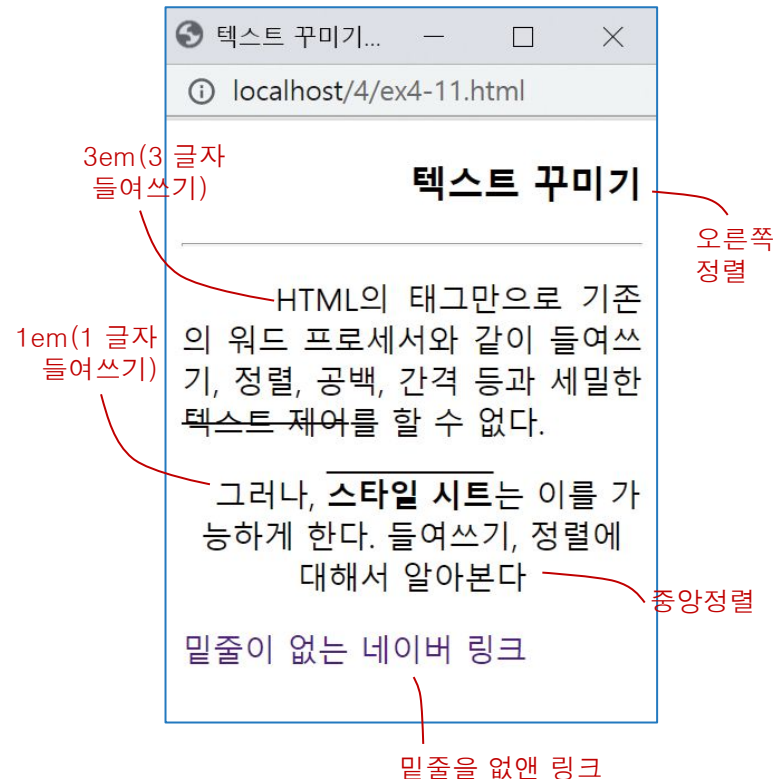 텍스트 꾸미기...
localhost/4/ex4-11.html
3em(3 글자
들여쓰기)
텍스트 꾸미기
오른쪽
정렬
HTML의 태그만으로 기존
의 워드 프로세서와 같이 들여쓰
기, 정렬, 공백, 간격 등과 세밀한
텍스트 제어를 할 수 없다.
1em(1 글자
들여쓰기)
그러나, 스타일 시트는 이를 가
능하게 한다. 들여쓰기, 정렬에
대해서 알아본다
중앙정렬
밑줄이 없는 네이버 링크
밑줄을 없앤 링크